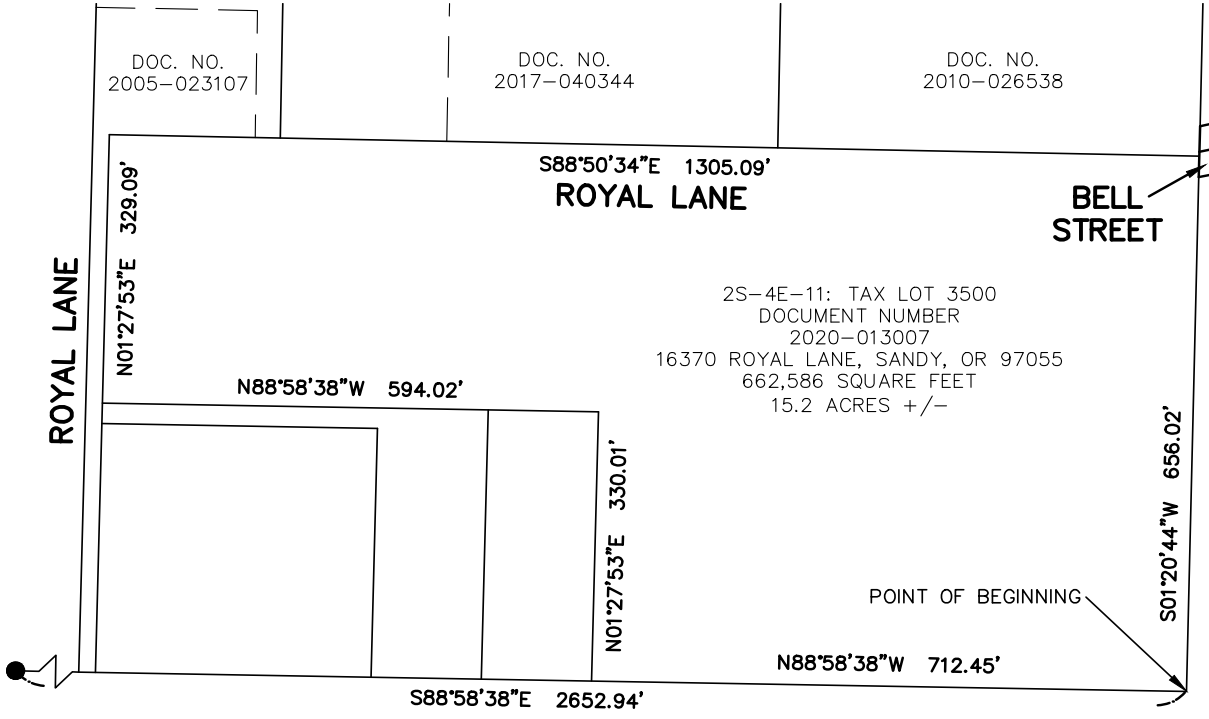 DOC. NO.
2005-023107
DOC. NO.
2017-040344
DOC. NO.
2010-026538
S88°50'34"E 1305.09'
ROYAL LANE
BELL
STREET
N01°27'53"E 329.09'
ROYAL LANE
2S-4E-11: TAX LOT 3500
DOCUMENT NUMBER
2020-013007
16370 ROYAL LANE, SANDY, OR 97055
662,586 SQUARE FEET
15.2 ACRES +/-
N88°58'38"W 594.02'
N01°27'53"E 330.01'
S01°20'44"W 656.02'
POINT OF BEGINNING
N88°58'38"W 712.45'
S88°58'38"E 2652.94'